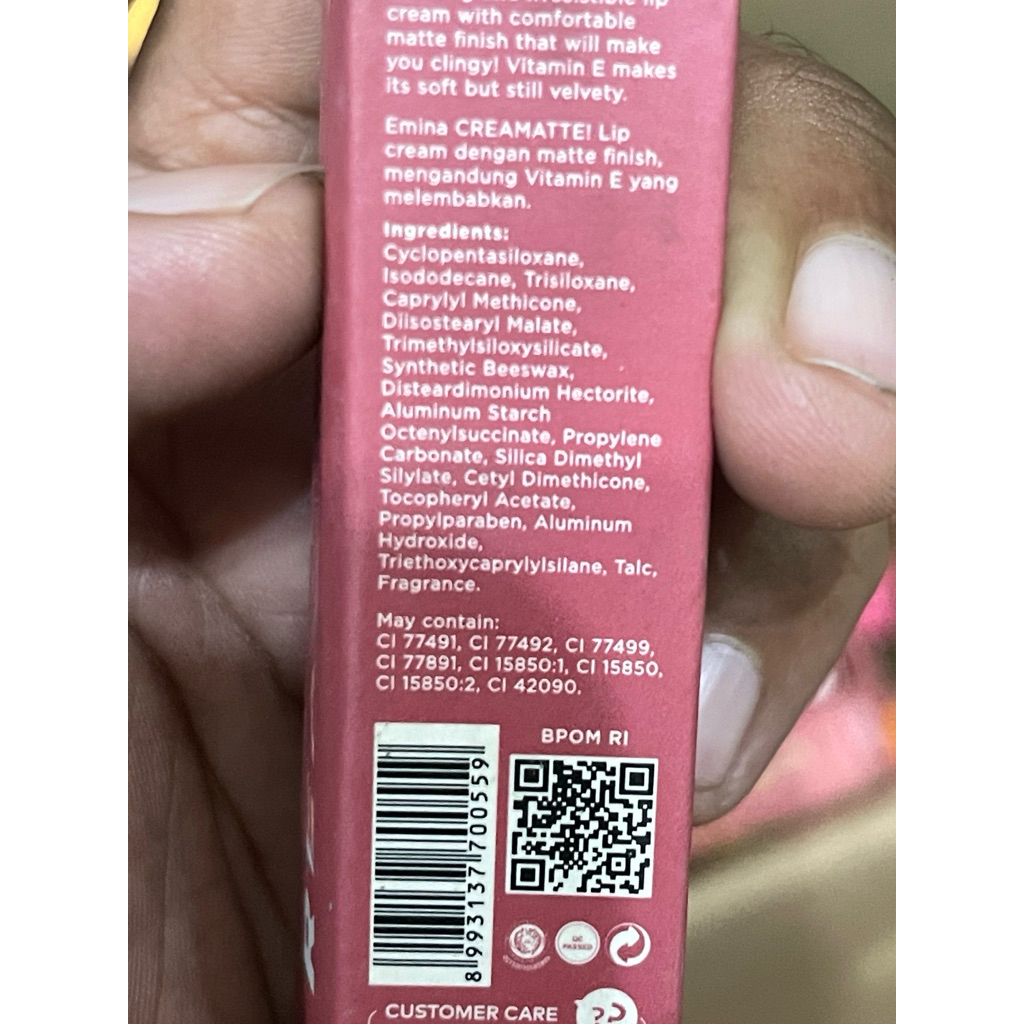 lip
cream with comfortable
matte finish that will make
you clingy! Vitamin E makes
its soft but still velvety.
Emina CREAMATTE! Lip
cream dengan matte finish,
mengandung Vitamin E yang
melembabkan.
Ingredients:
Cyclopentasiloxane,
Isododecane, Trisiloxane,
Caprylyl Methicone,
Diisostearyl Malate,
Trimethylsiloxysilicate,
Synthetic Beeswax,
Disteardimonium Hectorite,
Aluminum Starch
Octenylsuccinate, Propylene
Carbonate, Silica Dimethyl
Silylate, Cetyl Dimethicone,
Tocopheryl Acetate,
Propylparaben, Aluminum
Hydroxide,
Triethoxycaprylylsilane, Talc,
Fragrance.
May contain:
CI 77491, CI 77492, CI 77499,
CI 77891, CI 15850:1, CI 15850,
CI 15850:2, CI 42090.
BPOM RI
8993137700559
QC
PASSED
CUSTOMER CARE
??